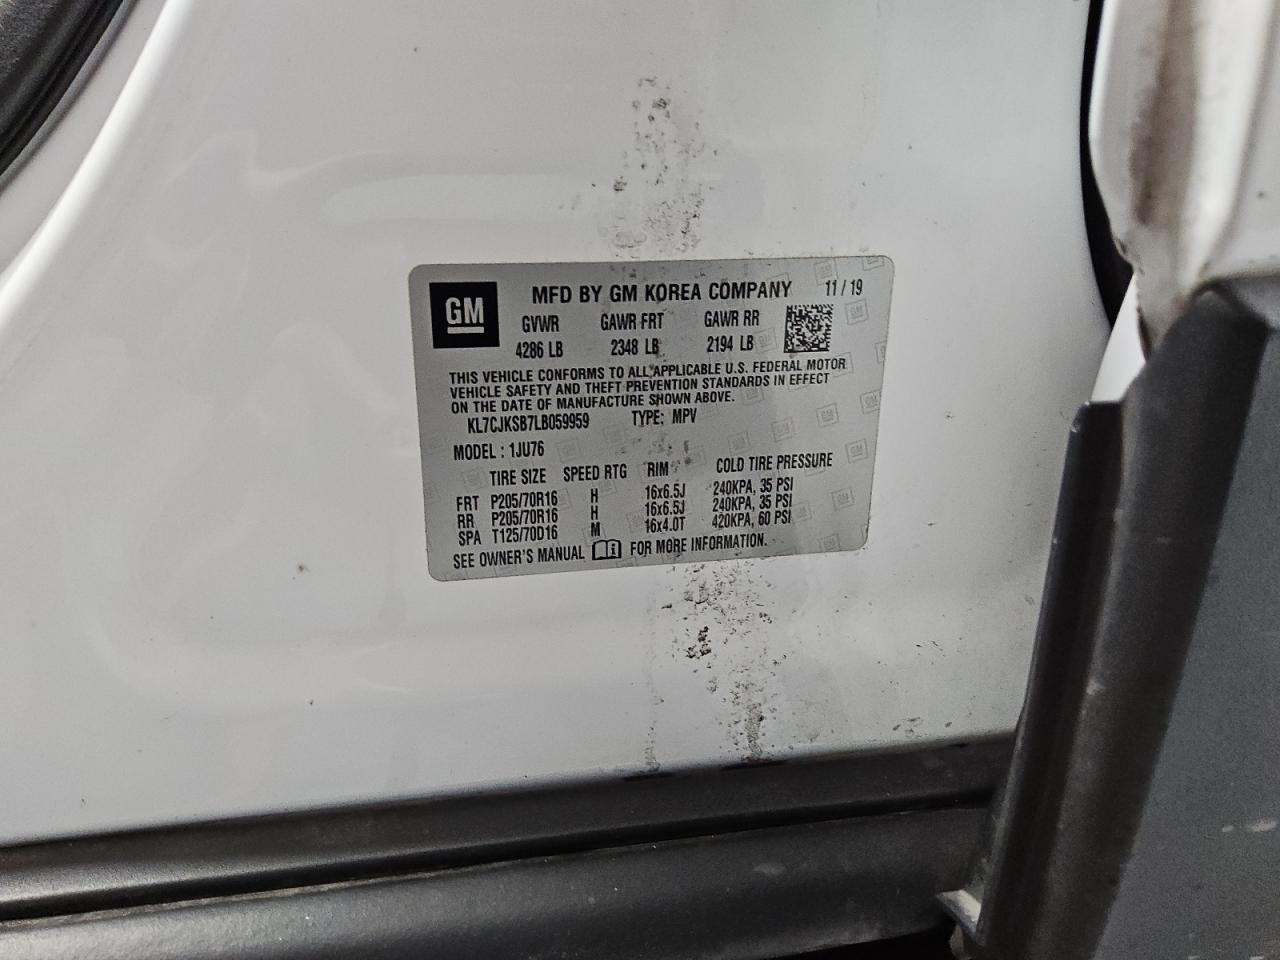 GM
MFD BY GM KOREA COMPANY 11 / 19
GVWR GAWR FRT GAWR RR
4286 LB 2348 LB 2194 LB
THIS VEHICLE CONFORMS TO ALL APPLICABLE U.S. FEDERAL MOTOR
VEHICLE SAFETY AND THEFT PREVENTION STANDARDS IN EFFECT
ON THE DATE OF MANUFACTURE SHOWN ABOVE.
KL7CJKSB7LB059959 TYPE: MPV
MODEL : 1JU76
TIRE SIZE SPEED RTG RIM COLD TIRE PRESSURE
FRT P205/70R16 H 16x6.5J 240KPA, 35 PSI
RR P205/70R16 H 16x6.5J 240KPA, 35 PSI
SPA T125/70D16 M 16x4.0T 420KPA, 60 PSI
SEE OWNER'S MANUAL FOR MORE INFORMATION.